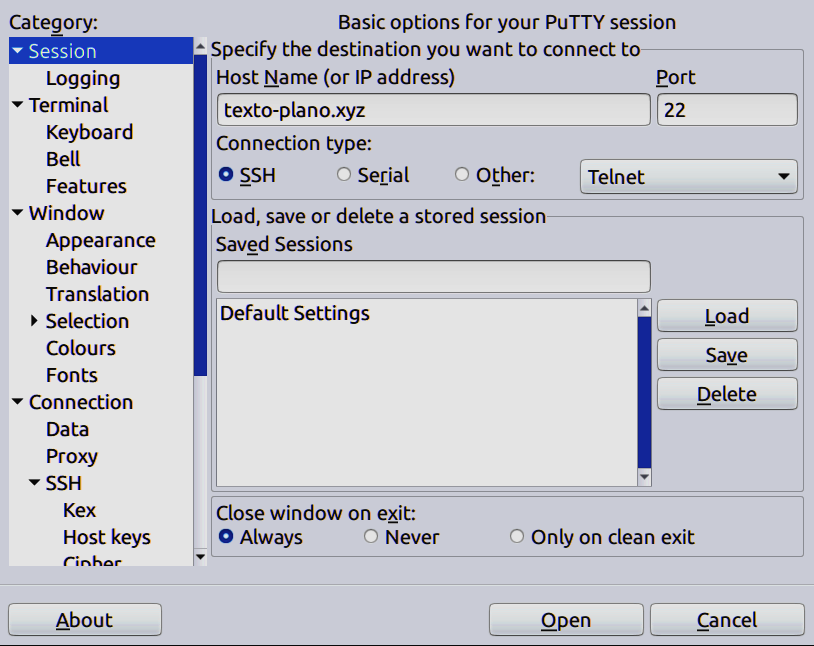 Category:
Session
Logging
Terminal
Keyboard
Bell
Features
Window
Appearance
Behaviour
Translation
Selection
Colours
Fonts
Connection
Data
Proxy
SSH
Kex
Host keys
Cipher
Basic options for your PuTTY session
Specify the destination you want to connect to
Host Name (or IP address) Port
texto-plano.xyz 22
Connection type:
SSH Serial Other: Telnet
Load, save or delete a stored session
Saved Sessions
Default Settings
Load
Save
Delete
Close window on exit:
Always Never Only on clean exit
About Open Cancel